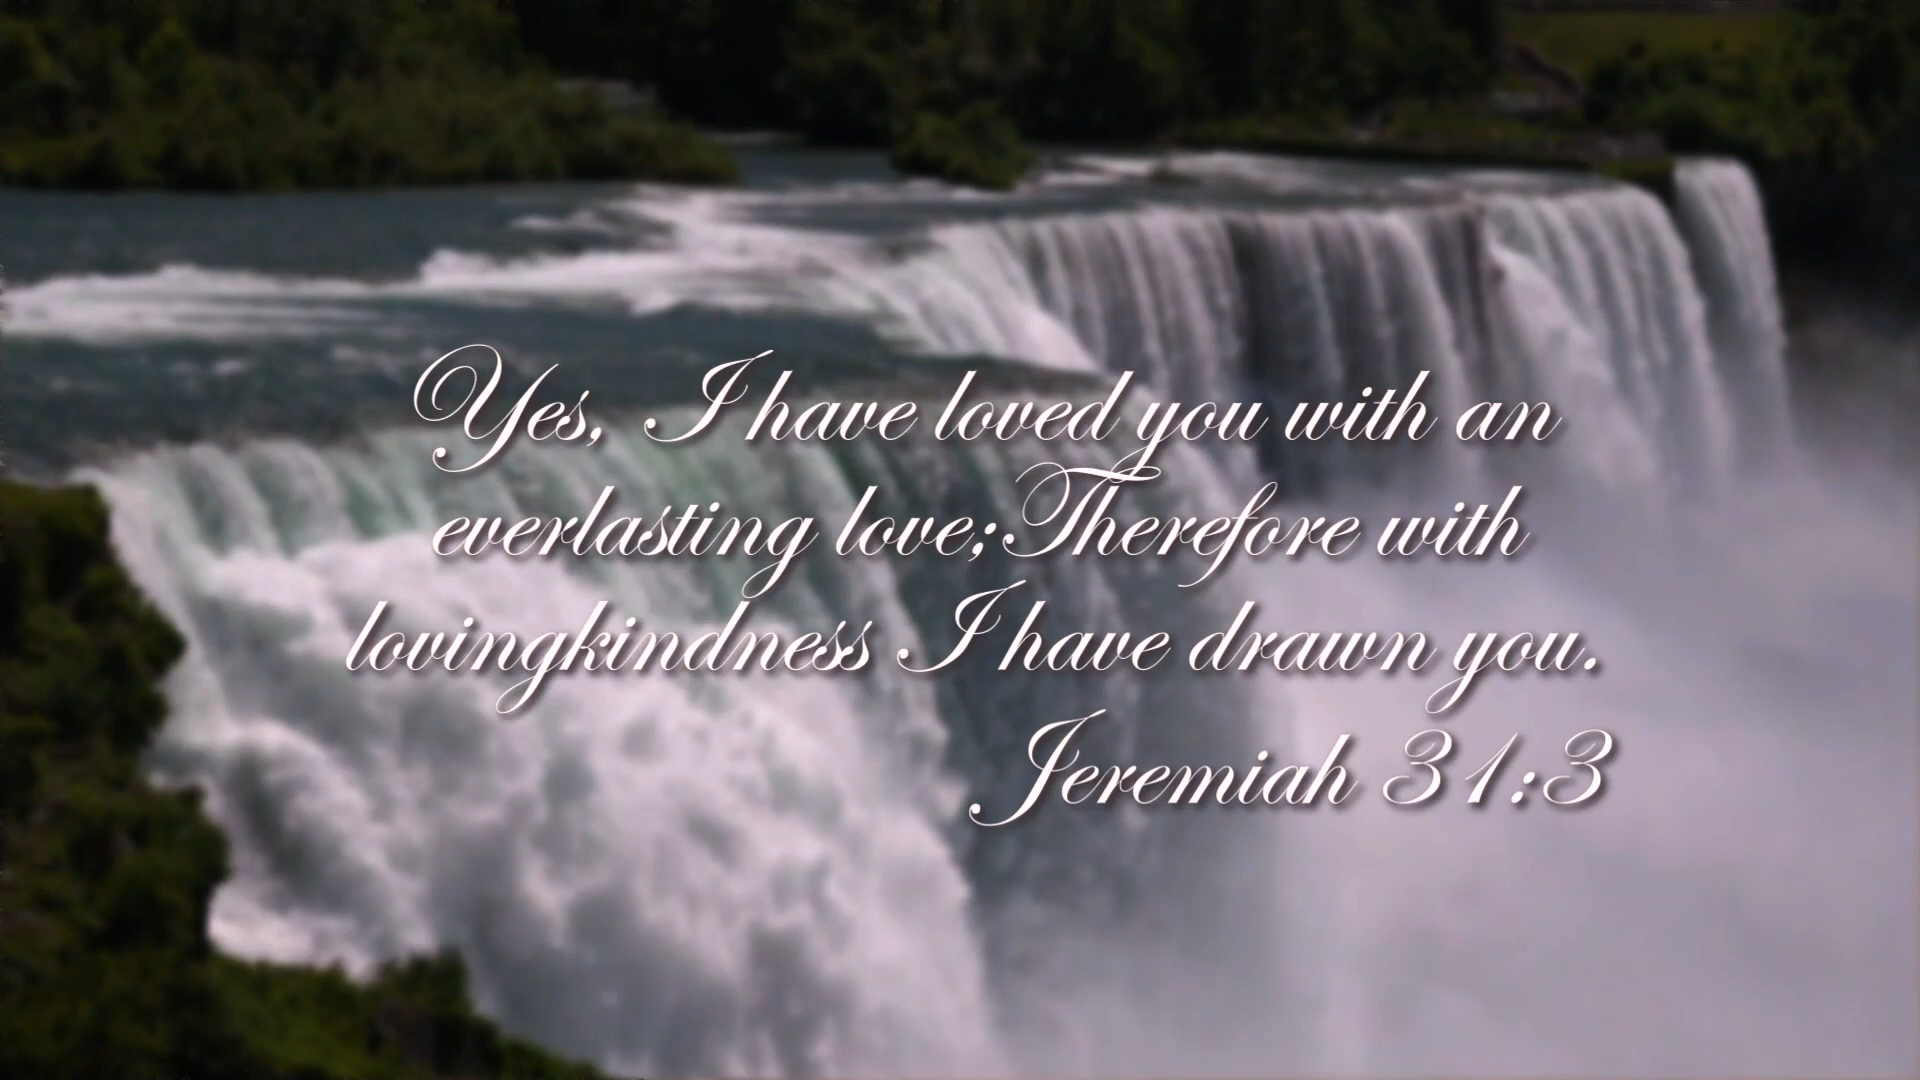 Yes, I have loved you with an
everlasting love;Therefore with
lovingkindness I have drawn you.
Jeremiah 31:3